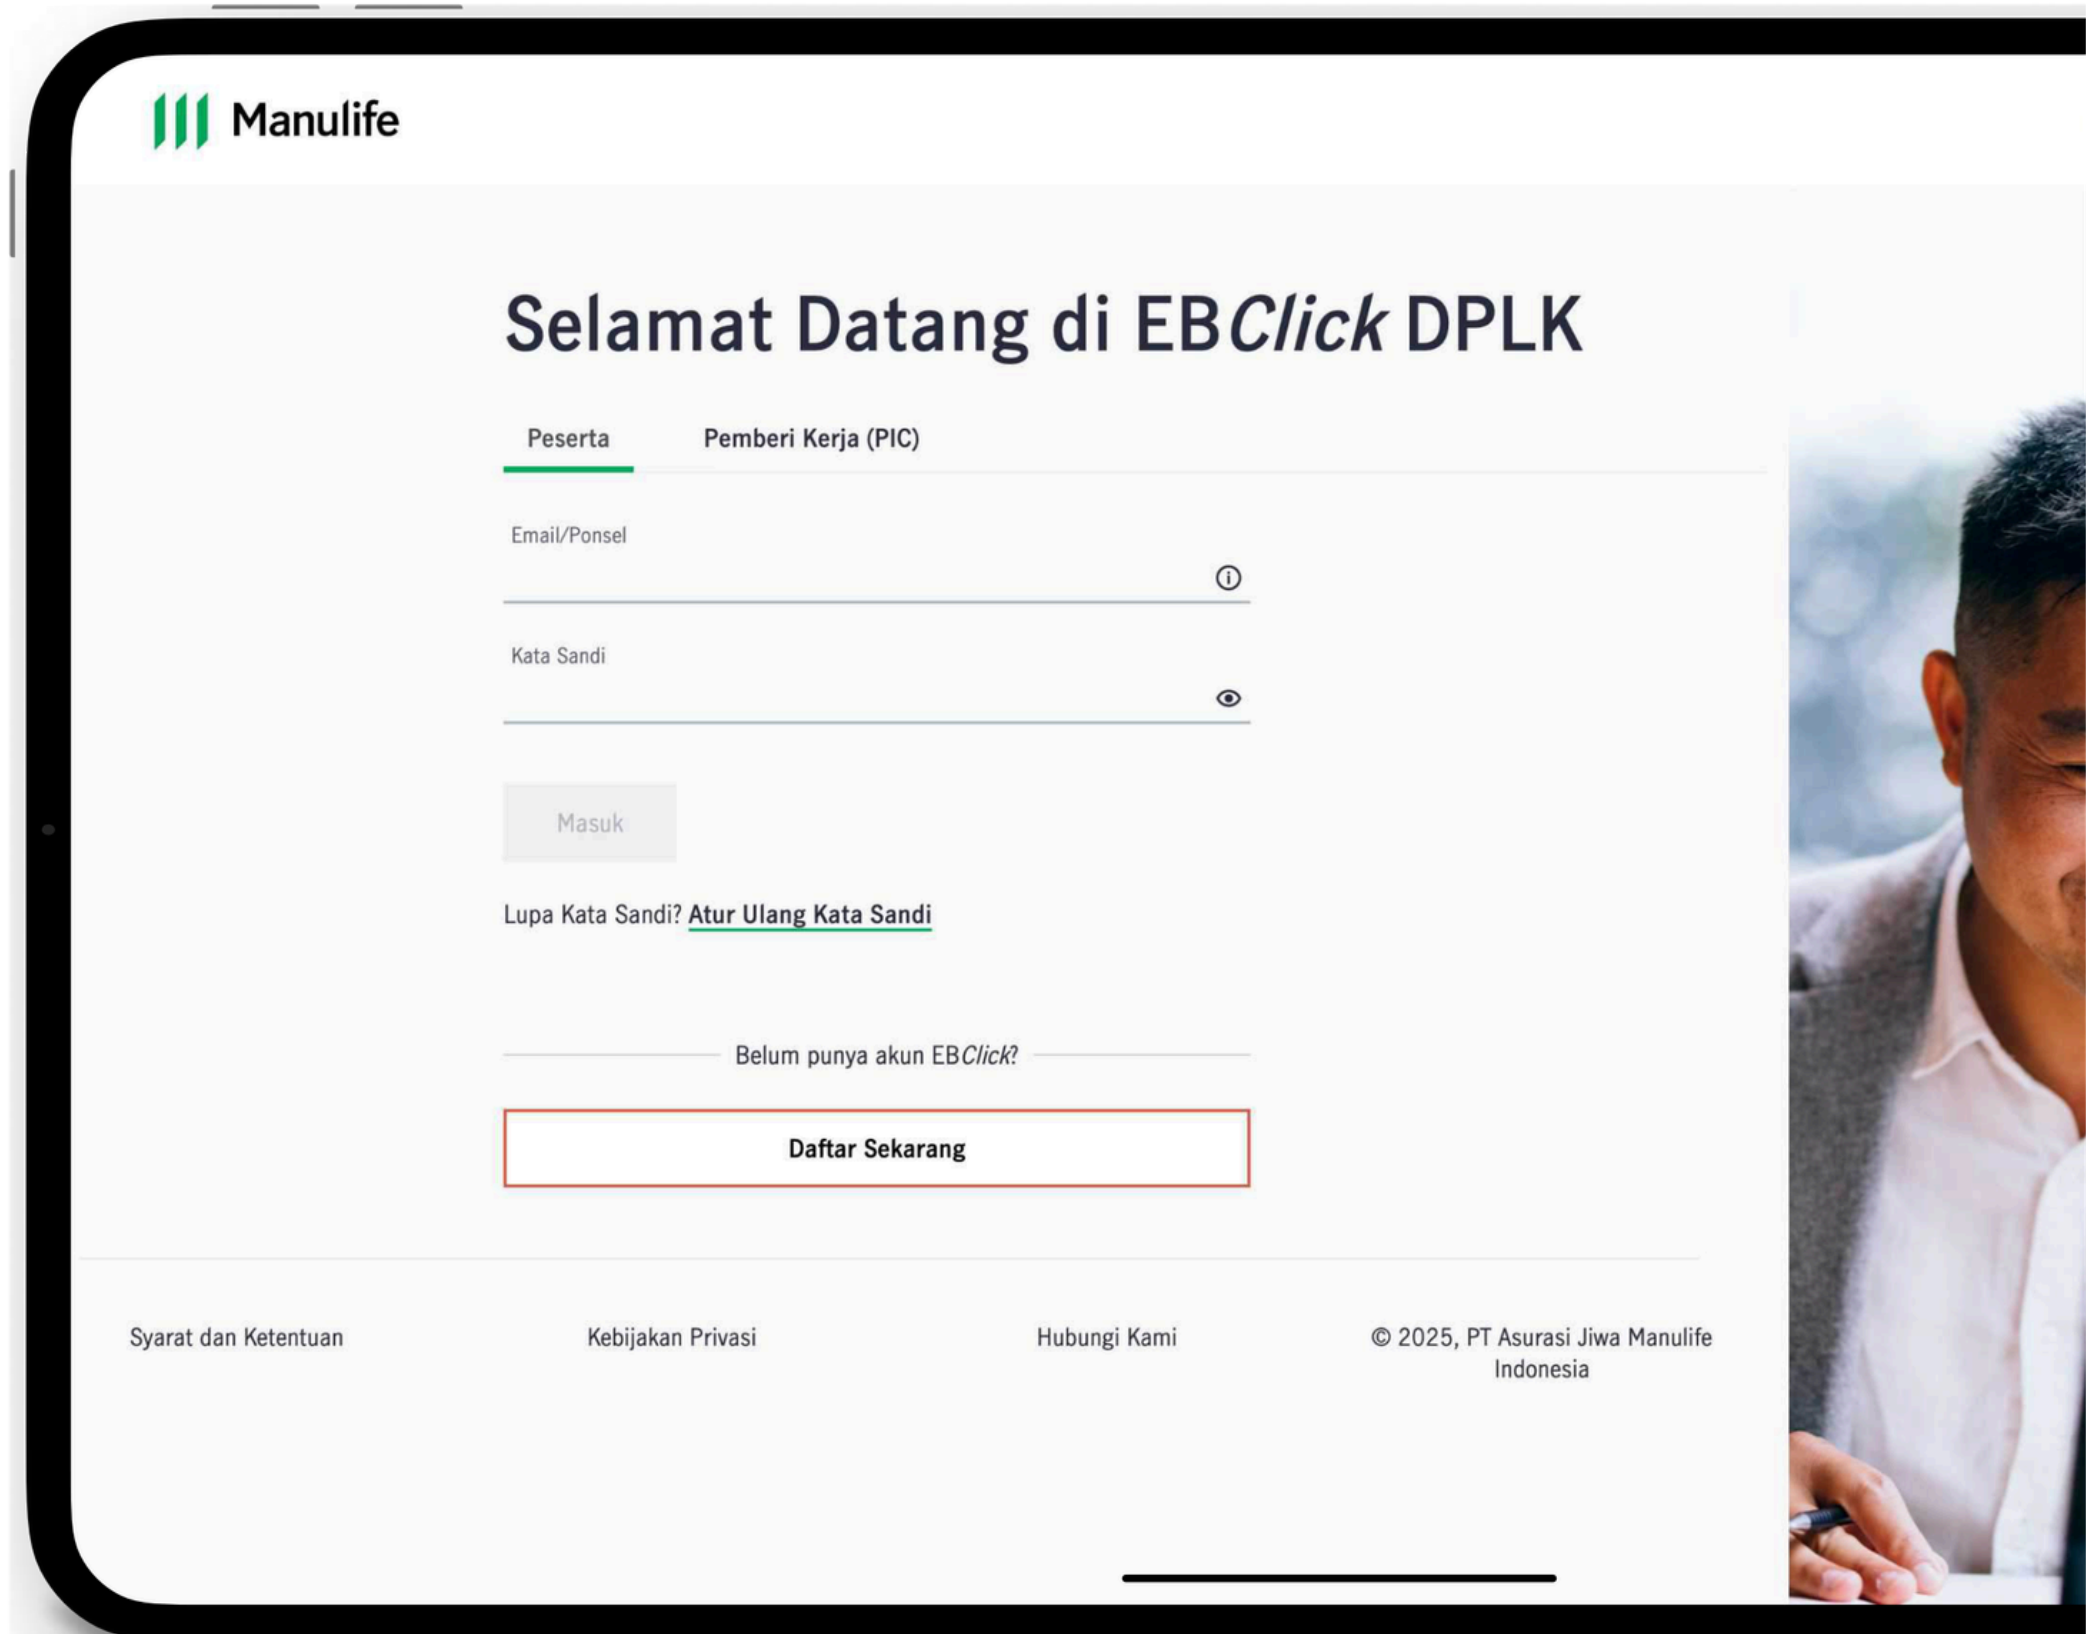 Manulife
Selamat Datang di EBClick DPLK
Peserta
Pemberi Kerja (PIC)
Email/Ponsel
Kata Sandi
Masuk
Lupa Kata Sandi? Atur Ulang Kata Sandi
Belum punya akun EBClick?
Daftar Sekarang
Syarat dan Ketentuan
Kebijakan Privasi
Hubungi Kami
© 2025, PT Asurasi Jiwa Manulife
Indonesia